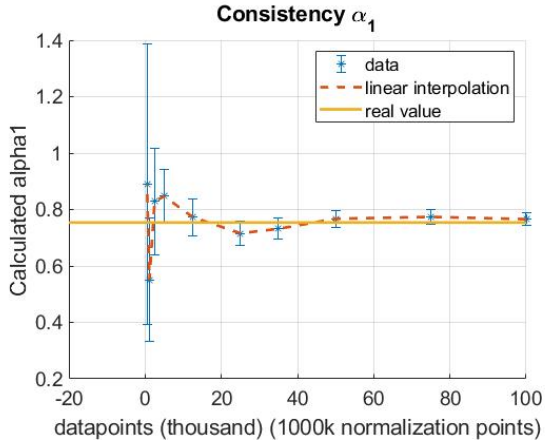 Consistency α1
1.4
1.2
1
0.8
0.6
0.4
0.2
Calculated alpha1
data
linear interpolation
real value
-20
0
20
40
60
80
100
datapoints (thousand) (1000k normalization points)